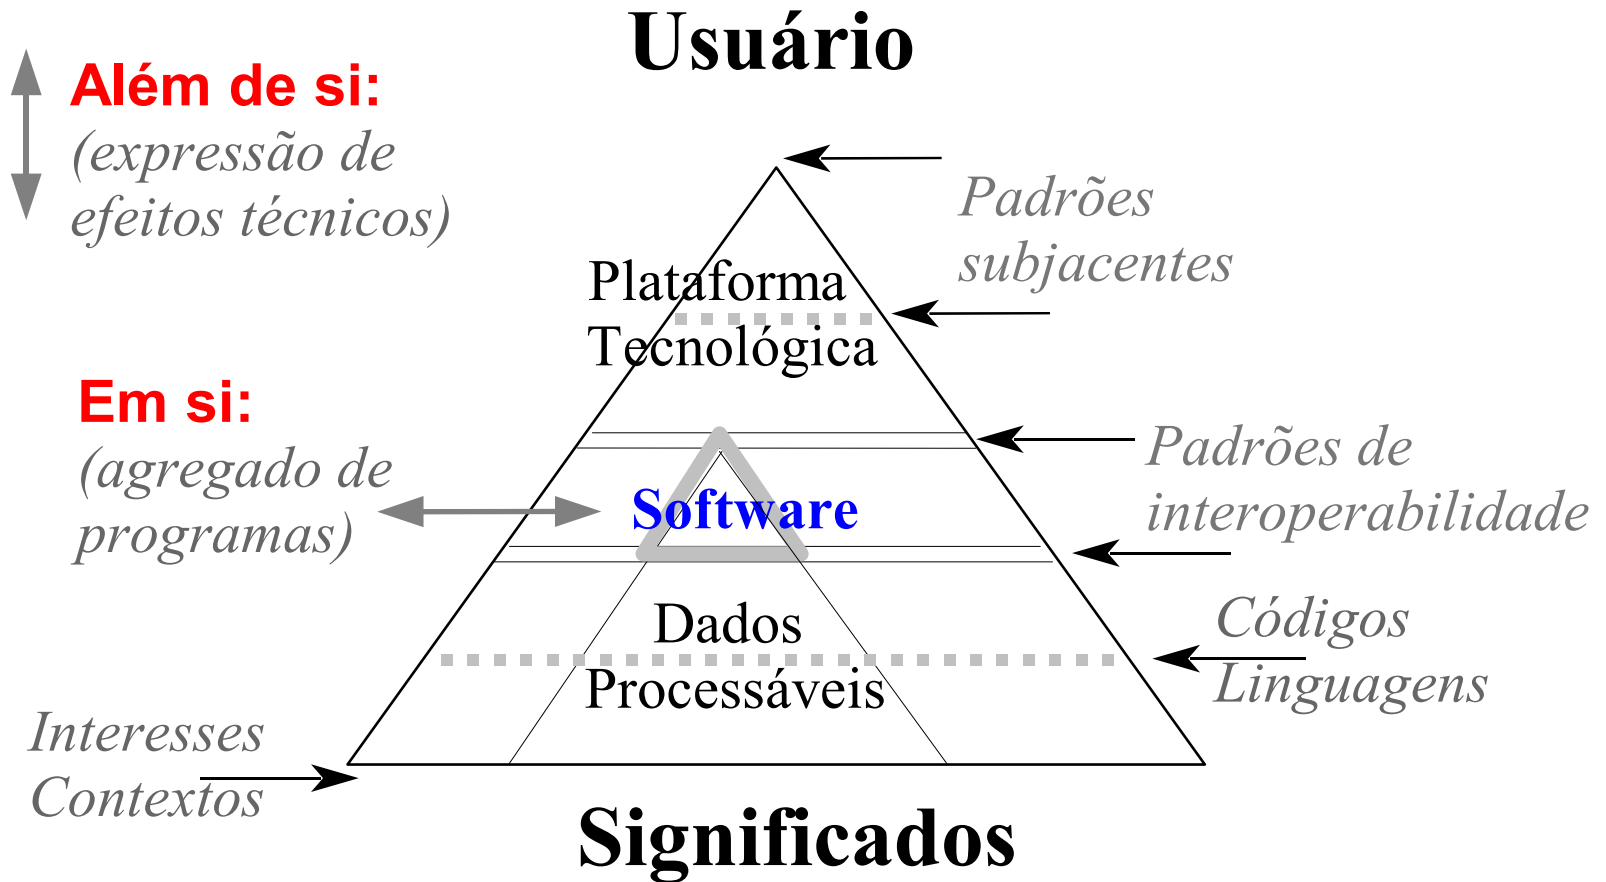 Usuário
Além de si:
(expressão de
efeitos técnicos)
Padrões
subjacentes
Plataforma
Tecnológica
Em si:
(agregado de
programas)
Software
Padrões de
interoperabilidade
Dados
Processáveis
Códigos
Linguagens
Interesses
Contextos
Significados